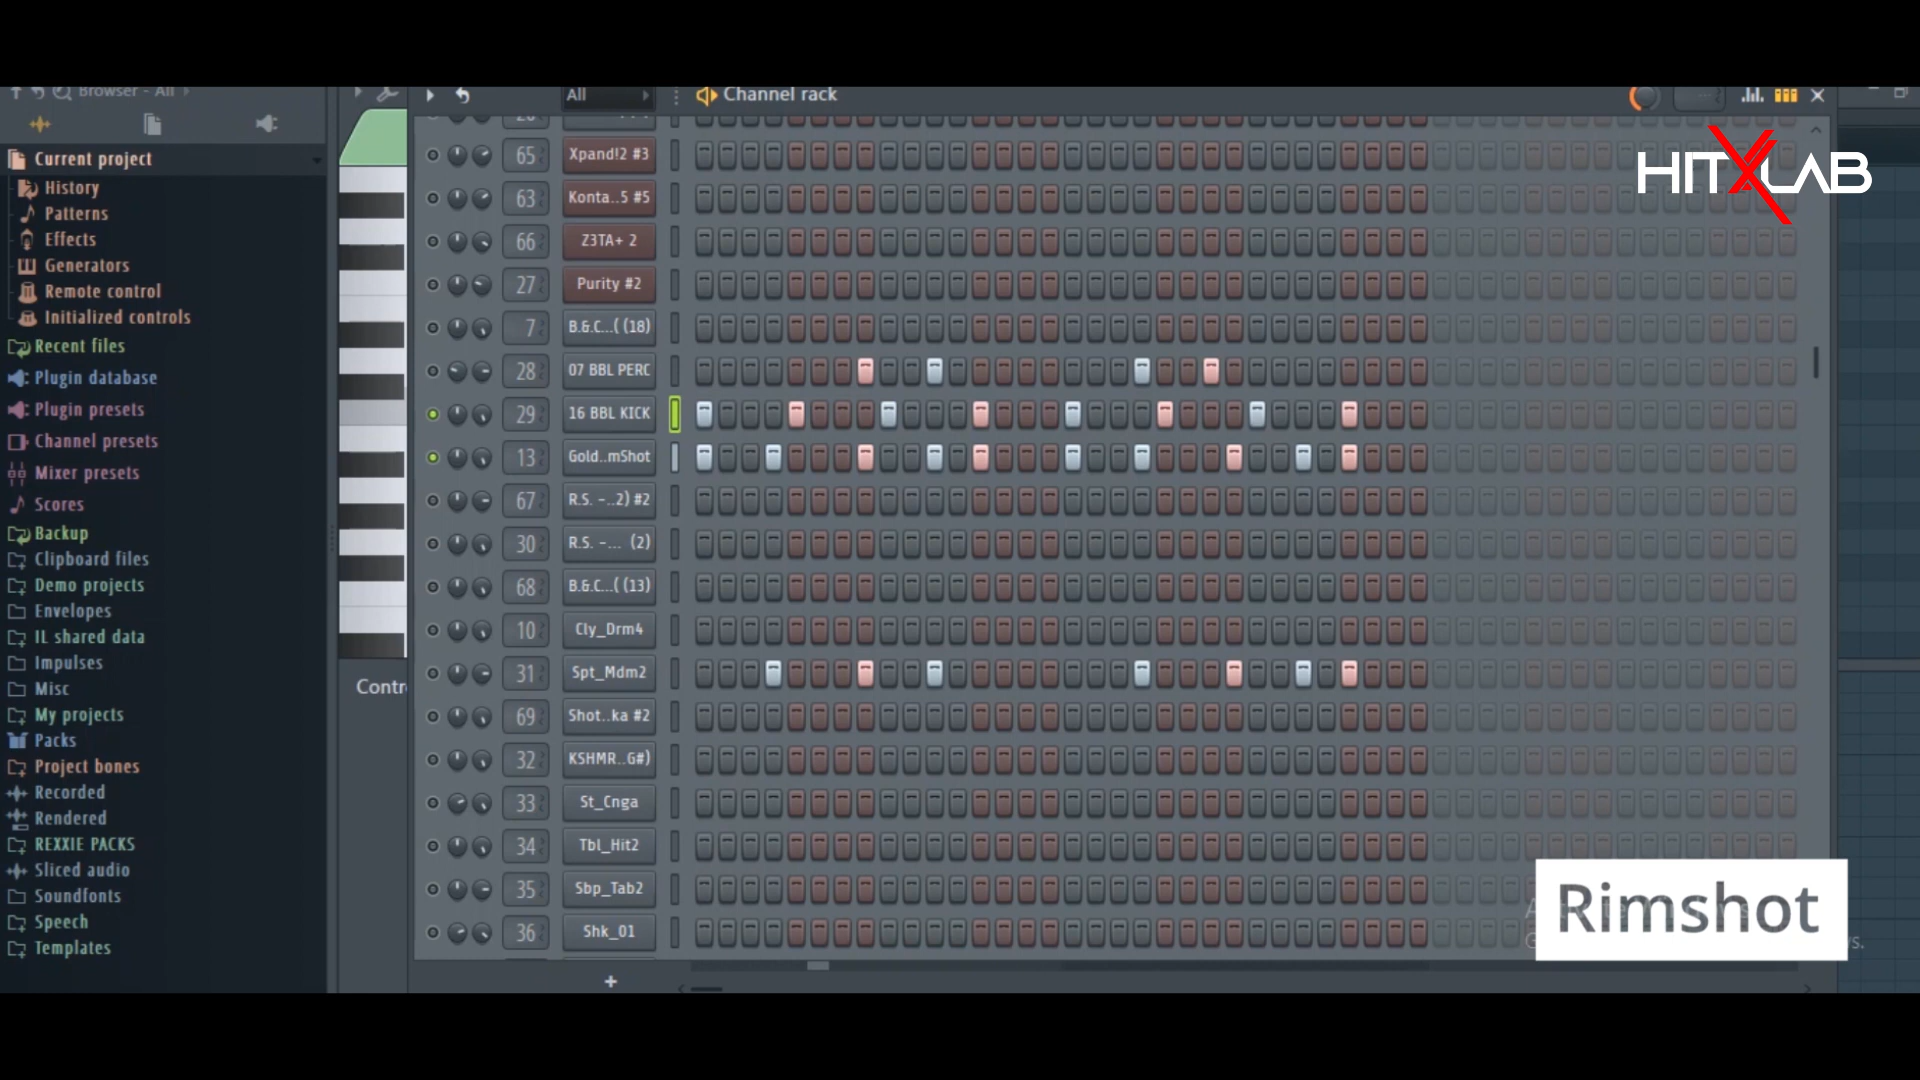 Browser - All
All
Channel rack
HITXLAB
Current project
History
Patterns
Effects
Generators
Remote control
Initialized controls
Recent files
Plugin database
Plugin presets
Channel presets
Mixer presets
Scores
Backup
Clipboard files
Demo projects
Envelopes
IL shared data
Impulses
Misc
My projects
Packs
Project bones
Recorded
Rendered
REXXIE PACKS
Sliced audio
Soundfonts
Speech
Templates
Contr
65 Xpand!2 #3
63 Konta..5 #5
66 Z3TA+ 2
27 Purity #2
7 B.&.C...( (18)
28 07 BBL PERC
29 16 BBL KICK
13 Gold..mShot
67 R.S. -..2) #2
30 R.S. -... (2)
68 B.&.C...( (13)
10 Cly_Drm4
31 Spt_Mdm2
69 Shot..ka #2
32 KSHMR..G#)
33 St_Cnga
34 Tbl_Hit2
35 Sbp_Tab2
36 Shk_01
Rimshot